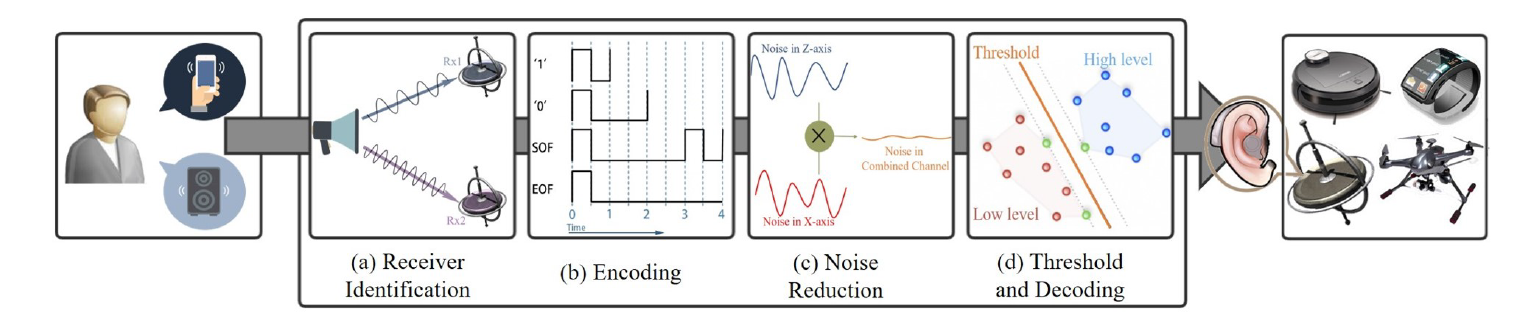 Rx1
Rx2
(a) Receiver
Identification
'1'
'0'
SOF
EOF
0 1 2 3 4
Time
(b) Encoding
Noise in Z-axis
X
Noise in
Combined Channel
Noise in X-axis
(c) Noise
Reduction
Threshold
High level
Low level
(d) Threshold
and Decoding